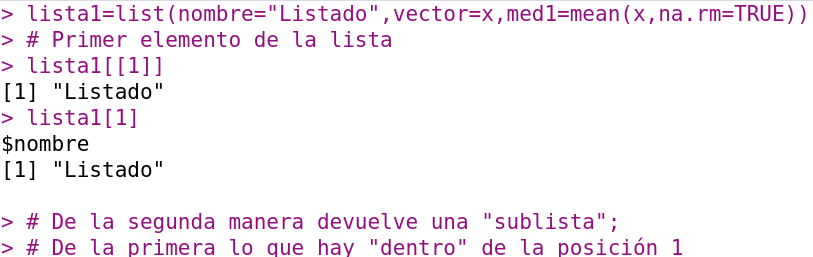 > lista1=list(nombre="Listado",vector=x,med1=mean(x,na.rm=TRUE))
> # Primer elemento de la lista
> lista1[[1]]
[1] "Listado"
> lista1[1]
$nombre
[1] "Listado"
> # De la segunda manera devuelve una "sublista";
> # De la primera lo que hay "dentro" de la posición 1